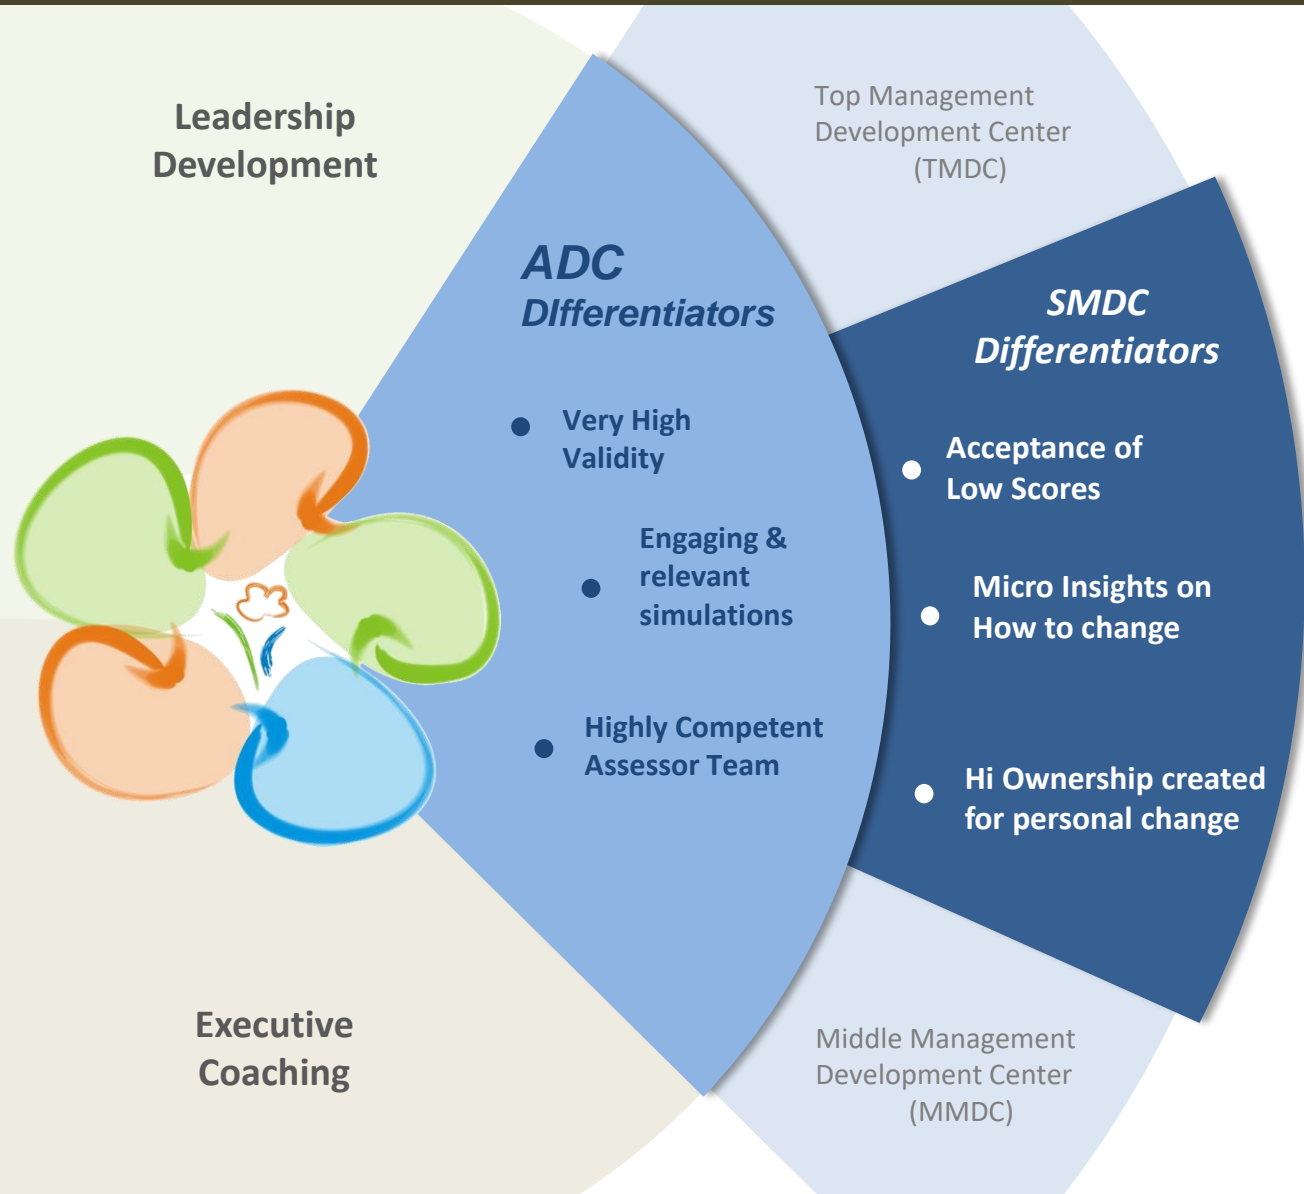 Leadership
Development
Top Management
Development Center
(TMDC)
ADC
DIfferentiators
Very High
Validity
Engaging &
relevant
simulations
Highly Competent
Assessor Team
SMDC
Differentiators
Acceptance of
Low Scores
Micro Insights on
How to change
Hi Ownership created
for personal change
Executive
Coaching
Middle Management
Development Center
(MMDC)